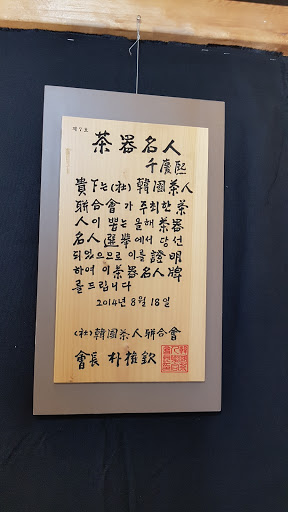 제7호
茶器名人
千慶熙
貴下는 (社) 韓國茶人
聯合會가 주최한 茶
人이 뽑는 올해 茶器
名人 選擧에서 당선
되었으므로 이를 證明
하여 이 茶器名人牌
를 드립니다
2014년 8월 18일
(社)韓國茶人聯合會
會長 朴權欽